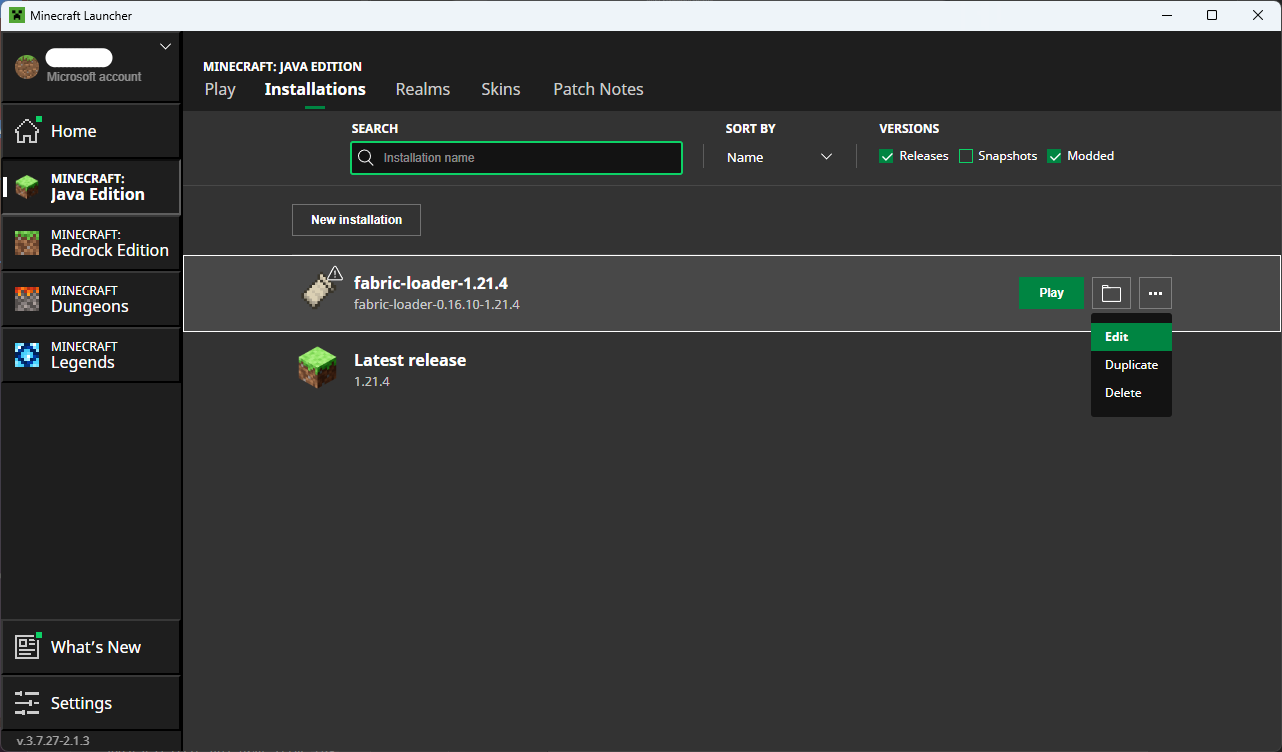 Minecraft Launcher
Microsoft account
Home
MINECRAFT:
Java Edition
MINECRAFT:
Bedrock Edition
MINECRAFT
Dungeons
MINECRAFT
Legends
What's New
Settings
v.3.7.27-2.1.3
MINECRAFT: JAVA EDITION
Play Installations Realms Skins Patch Notes
SEARCH SORT BY VERSIONS
Installation name Name Releases Snapshots Modded
New installation
fabric-loader-1.21.4
fabric-loader-0.16.10-1.21.4
Play
Edit
Duplicate
Delete
Latest release
1.21.4